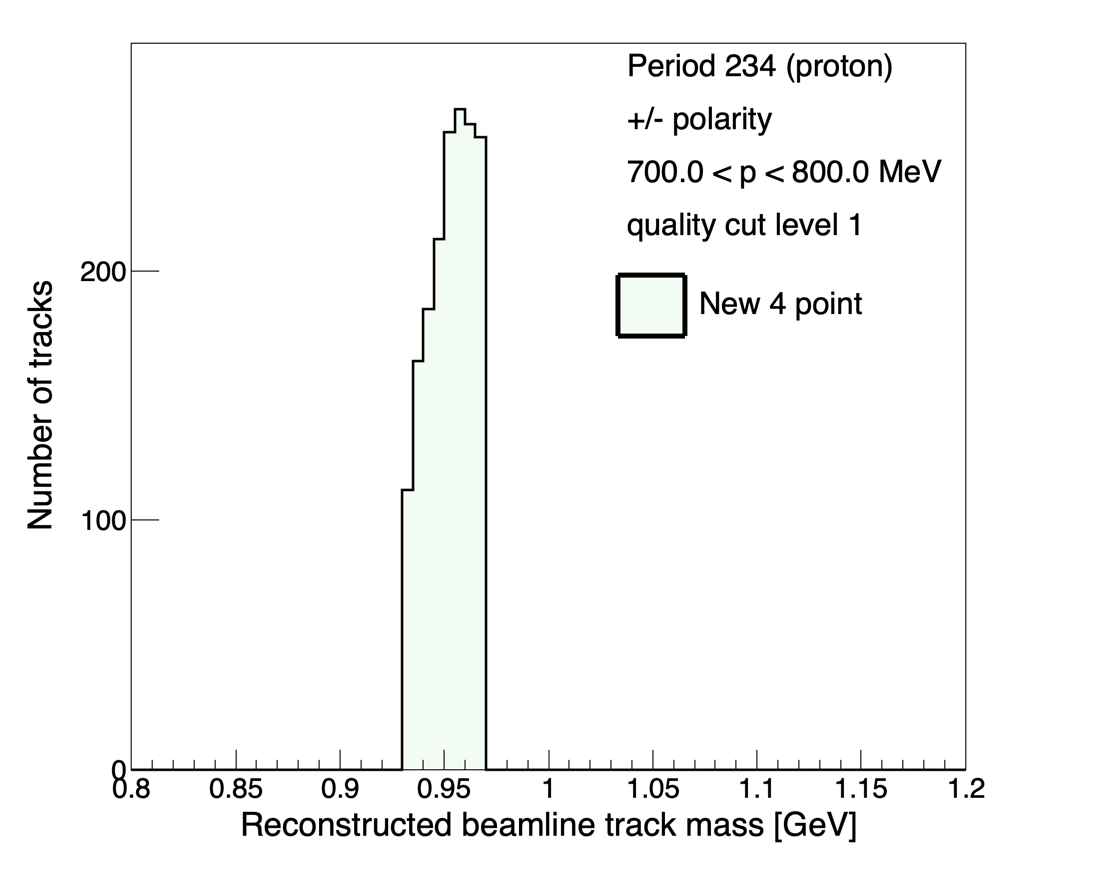 Period 234 (proton)
+/- polarity
700.0 < p < 800.0 MeV
quality cut level 1
New 4 point
Number of tracks
200
100
0
0.8 0.85 0.9 0.95 1 1.05 1.1 1.15 1.2
Reconstructed beamline track mass [GeV]